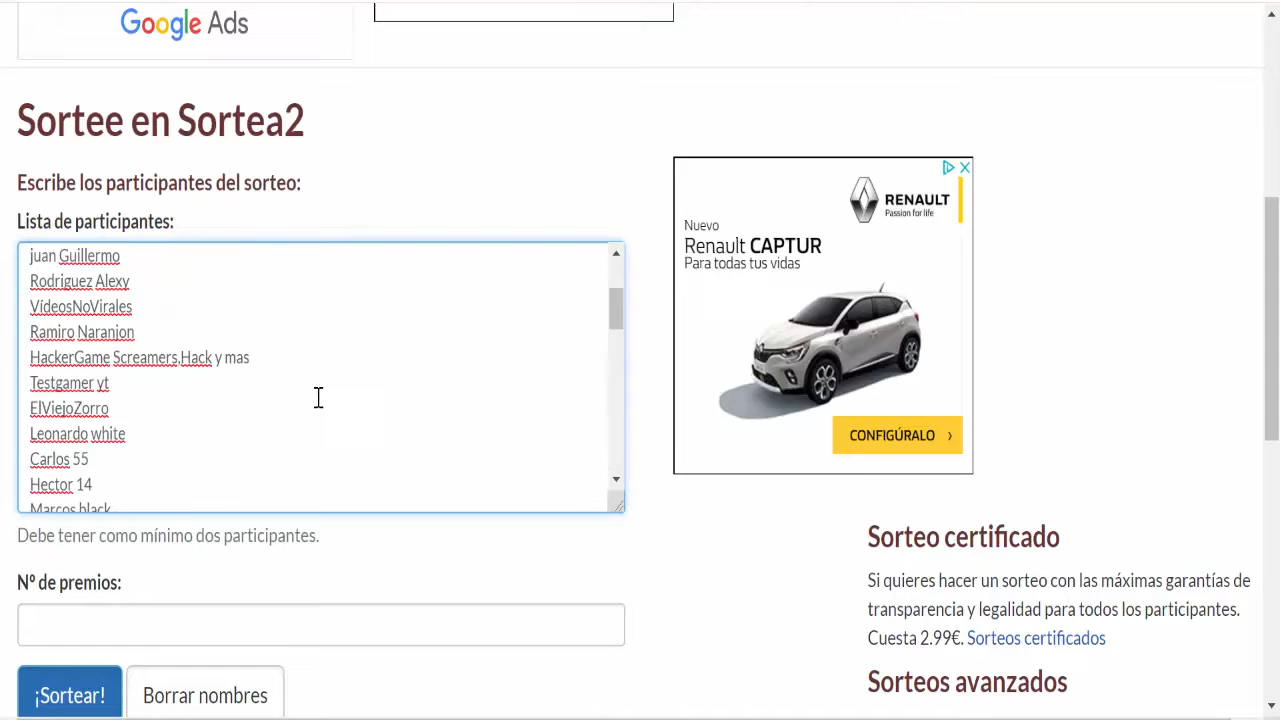 Google Ads
Sortee en Sortea2
Escribe los participantes del sorteo:
Lista de participantes:
juan Guillermo
Rodriguez Alexy
VídeosNoVirales
Ramiro Naranjon
HackerGame Screamers,Hack y mas
Testgamer yt
ElViejoZorro
Leonardo white
Carlos 55
Hector 14
Marcos black
Debe tener como mínimo dos participantes.
Nº de premios:
¡Sortear!
Borrar nombres
RENAULT
Passion for life
Nuevo
Renault CAPTUR
Para todas tus vidas
CONFIGÚRALO ›
Sorteo certificado
Si quieres hacer un sorteo con las máximas garantías de
transparencia y legalidad para todos los participantes.
Cuesta 2.99€. Sorteos certificados
Sorteos avanzados